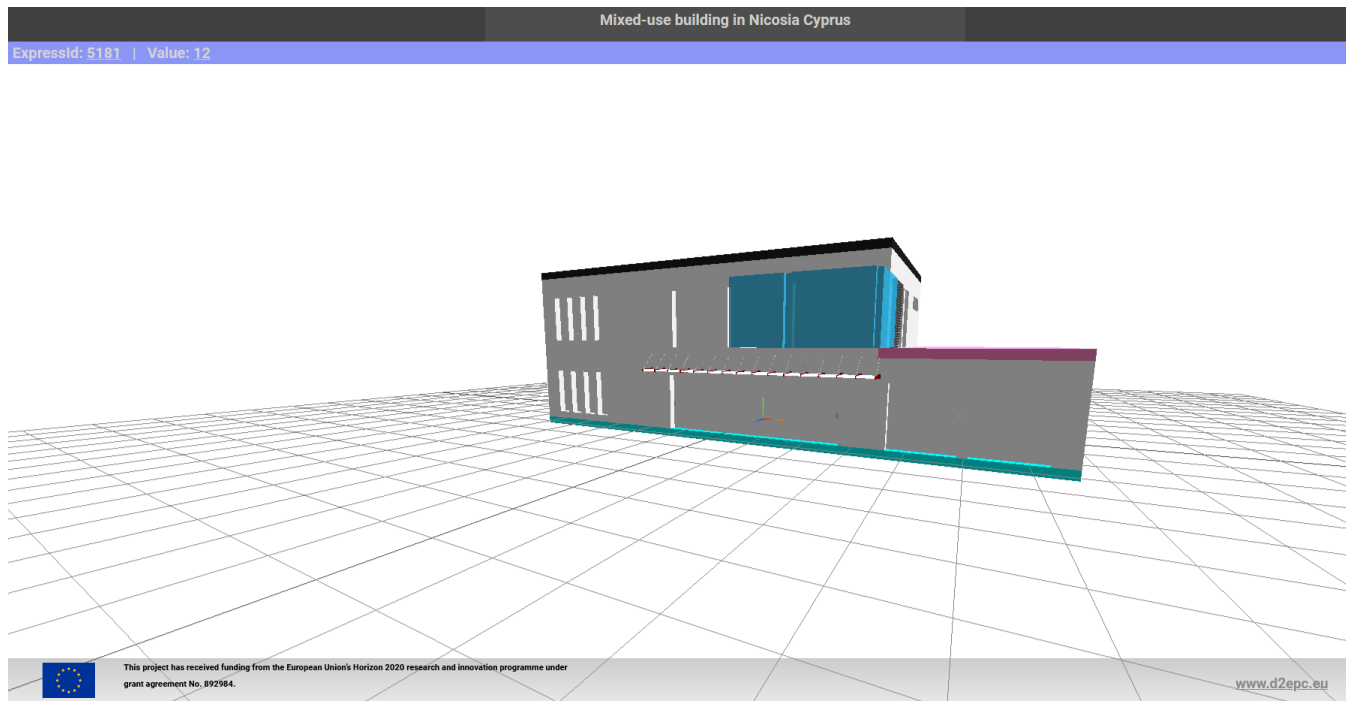 Mixed-use building in Nicosia Cyprus
ExpressId: 5181 | Value: 12
This project has received funding from the European Union's Horizon 2020 research and innovation programme under
grant agreement No. 892984.
www.d2epc.eu